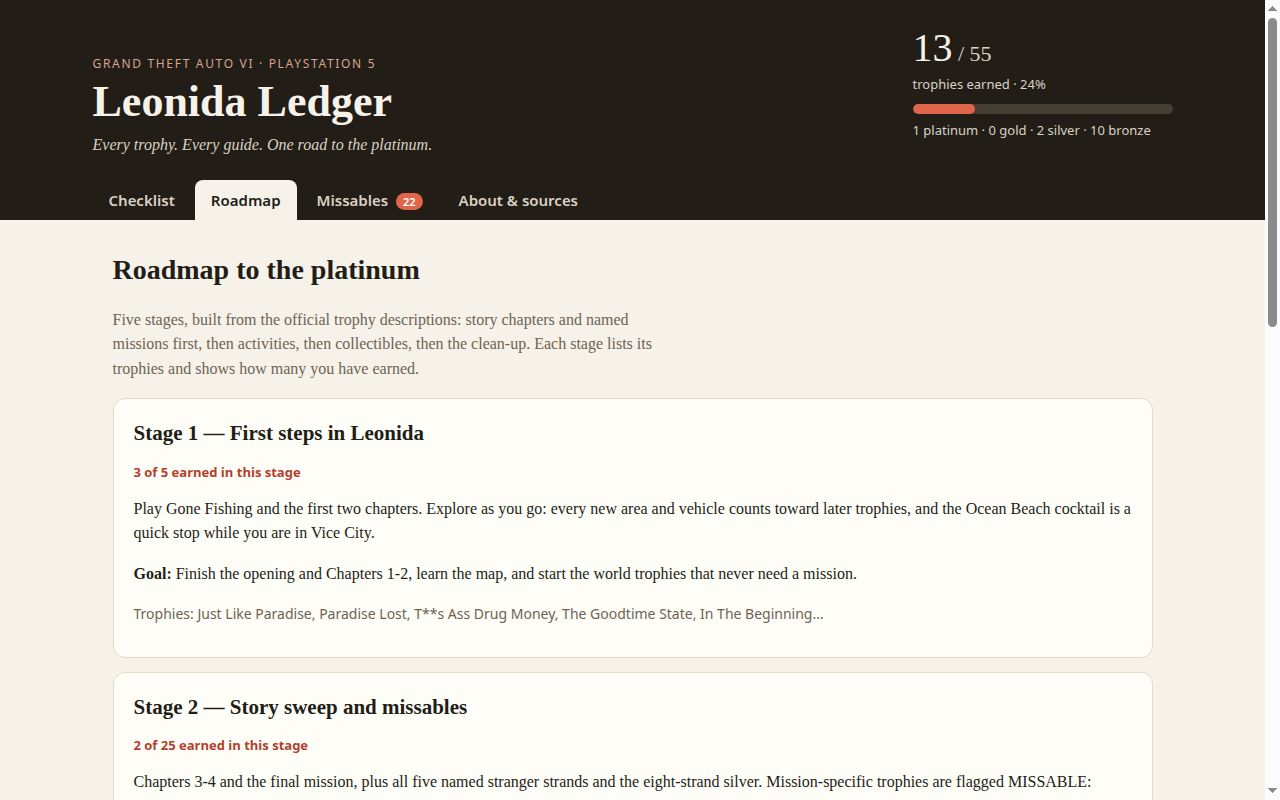 GRAND THEFT AUTO VI · PLAYSTATION 5
Leonida Ledger
Every trophy. Every guide. One road to the platinum.
13 / 55
trophies earned · 24%
1 platinum · 0 gold · 2 silver · 10 bronze
Checklist
Roadmap
Missables 22
About & sources
Roadmap to the platinum
Five stages, built from the official trophy descriptions: story chapters and named
missions first, then activities, then collectibles, then the clean-up. Each stage lists its
trophies and shows how many you have earned.
Stage 1 — First steps in Leonida
3 of 5 earned in this stage
Play Gone Fishing and the first two chapters. Explore as you go: every new area and vehicle counts toward later trophies, and the Ocean Beach cocktail is a
quick stop while you are in Vice City.
Goal: Finish the opening and Chapters 1-2, learn the map, and start the world trophies that never need a mission.
Trophies: Just Like Paradise, Paradise Lost, T**s Ass Drug Money, The Goodtime State, In The Beginning...
Stage 2 — Story sweep and missables
2 of 25 earned in this stage
Chapters 3-4 and the final mission, plus all five named stranger strands and the eight-strand silver. Mission-specific trophies are flagged MISSABLE: